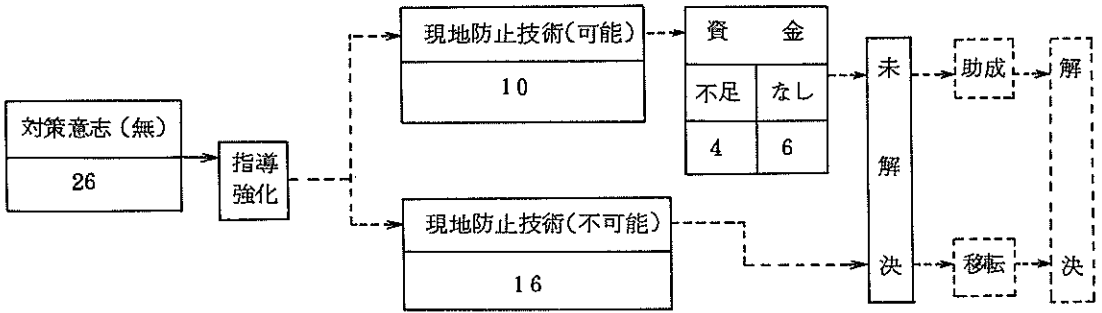 対策意志(無)
26
指導
強化
現地防止技術(可能)
10
現地防止技術(不可能)
16
資 金
不足 なし
4 6
未解決
助成
移転
解決